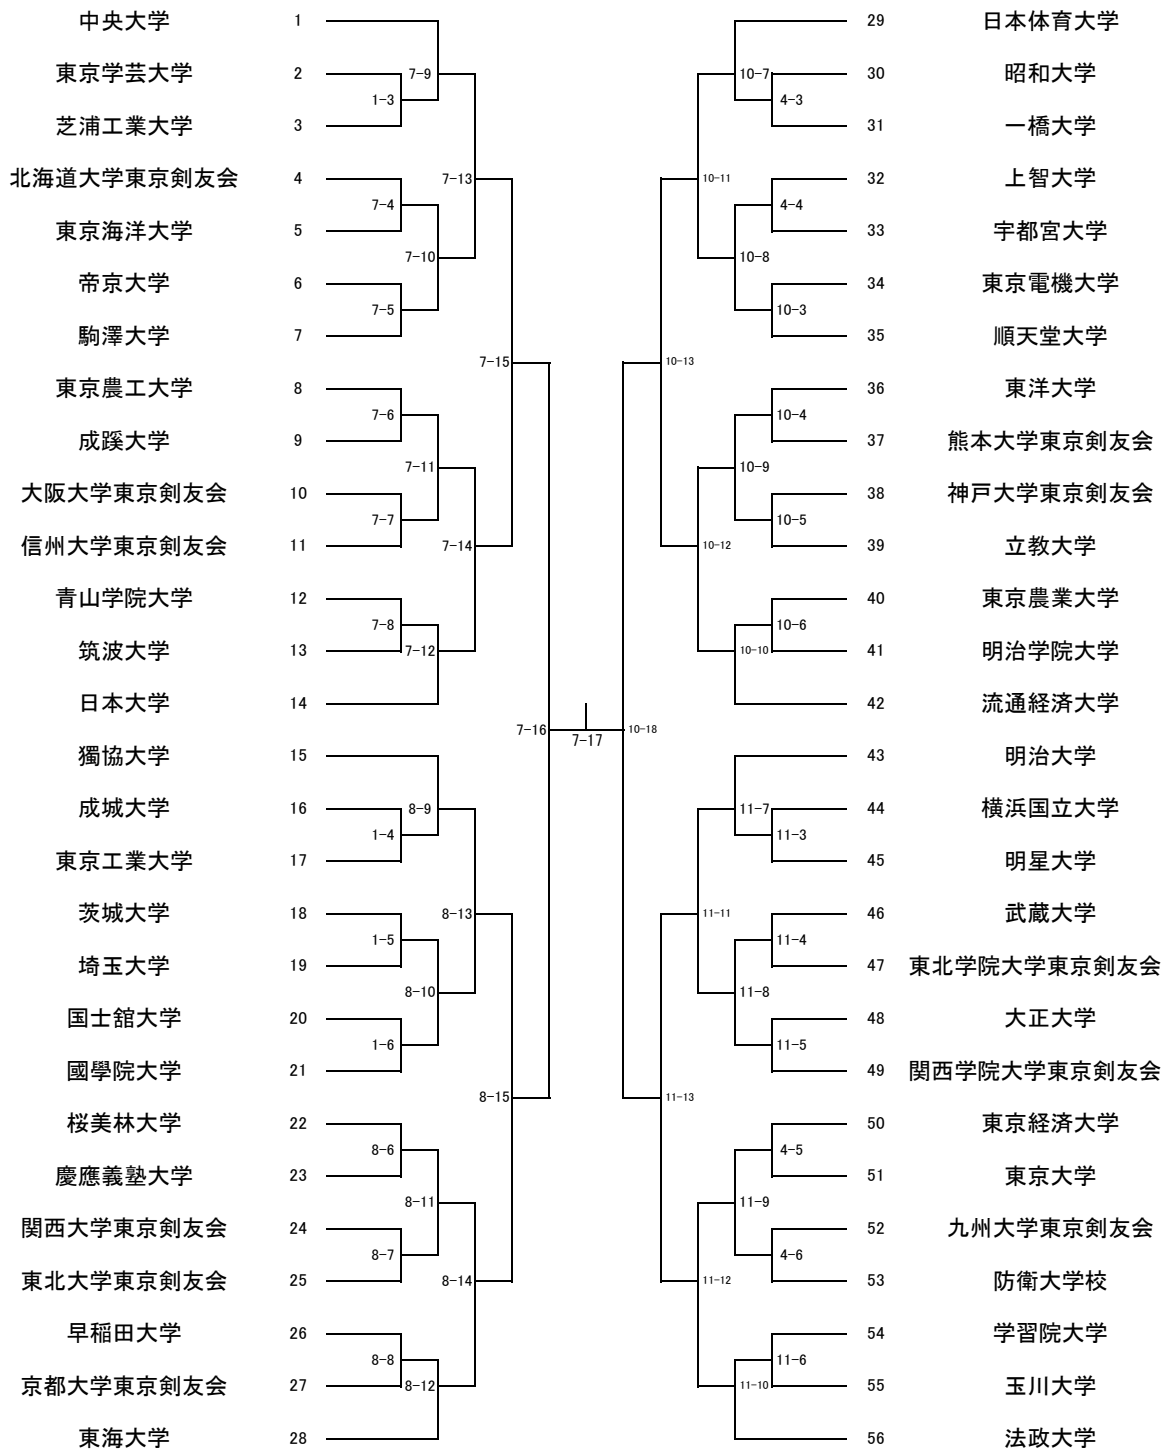 中央大学 1 29 日本体育大学
東京学芸大学 2 7-9 10-7 30 昭和大学
1-3 4-3
芝浦工業大学 3 31 一橋大学
北海道大学東京剣友会 4 7-13 10-11 32 上智大学
7-4 4-4
東京海洋大学 5 33 宇都宮大学
7-10 10-8
帝京大学 6 34 東京電機大学
7-5 10-3
駒澤大学 7 35 順天堂大学
7-15 10-13
東京農工大学 8 36 東洋大学
7-6 10-4
成蹊大学 9 37 熊本大学東京剣友会
7-11 10-9
大阪大学東京剣友会 10 38 神戸大学東京剣友会
7-7 10-5
信州大学東京剣友会 11 7-14 10-12 39 立教大学
青山学院大学 12 40 東京農業大学
7-8 10-6
筑波大学 13 7-12 10-10 41 明治学院大学
日本大学 14 42 流通経済大学
7-16 7-17 10-18
獨協大学 15 43 明治大学
成城大学 16 8-9 11-7 44 横浜国立大学
1-4 11-3
東京工業大学 17 45 明星大学
茨城大学 18 8-13 11-11 46 武蔵大学
1-5 11-4
埼玉大学 19 47 東北学院大学東京剣友会
8-10 11-8
国士舘大学 20 48 大正大学
1-6 11-5
國學院大学 21 49 関西学院大学東京剣友会
8-15 11-13
桜美林大学 22 50 東京経済大学
8-6 4-5
慶應義塾大学 23 51 東京大学
8-11 11-9
関西大学東京剣友会 24 52 九州大学東京剣友会
8-7 4-6
東北大学東京剣友会 25 8-14 11-12 53 防衛大学校
早稲田大学 26 54 学習院大学
8-8 11-6
京都大学東京剣友会 27 8-12 11-10 55 玉川大学
東海大学 28 56 法政大学